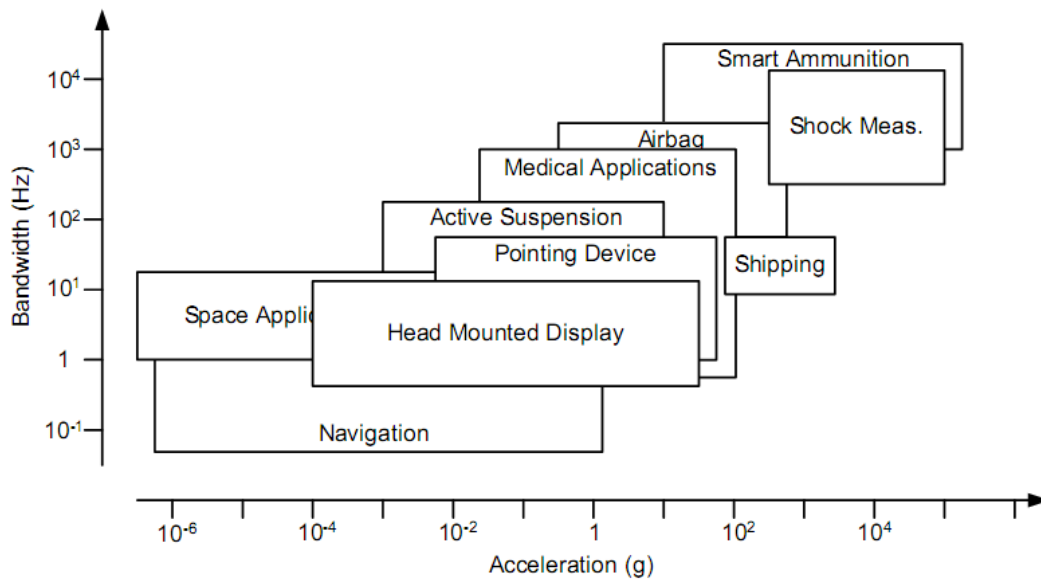 Smart Ammunition
10⁴
Shock Meas.
Airbag
10³
Medical Applications
Bandwidth (Hz)
10²
Active Suspension
Pointing Device
Shipping
10¹
Space Applic
Head Mounted Display
1
10⁻¹
Navigation
10⁻⁶
10⁻⁴
10⁻²
1
10²
10⁴
Acceleration (g)